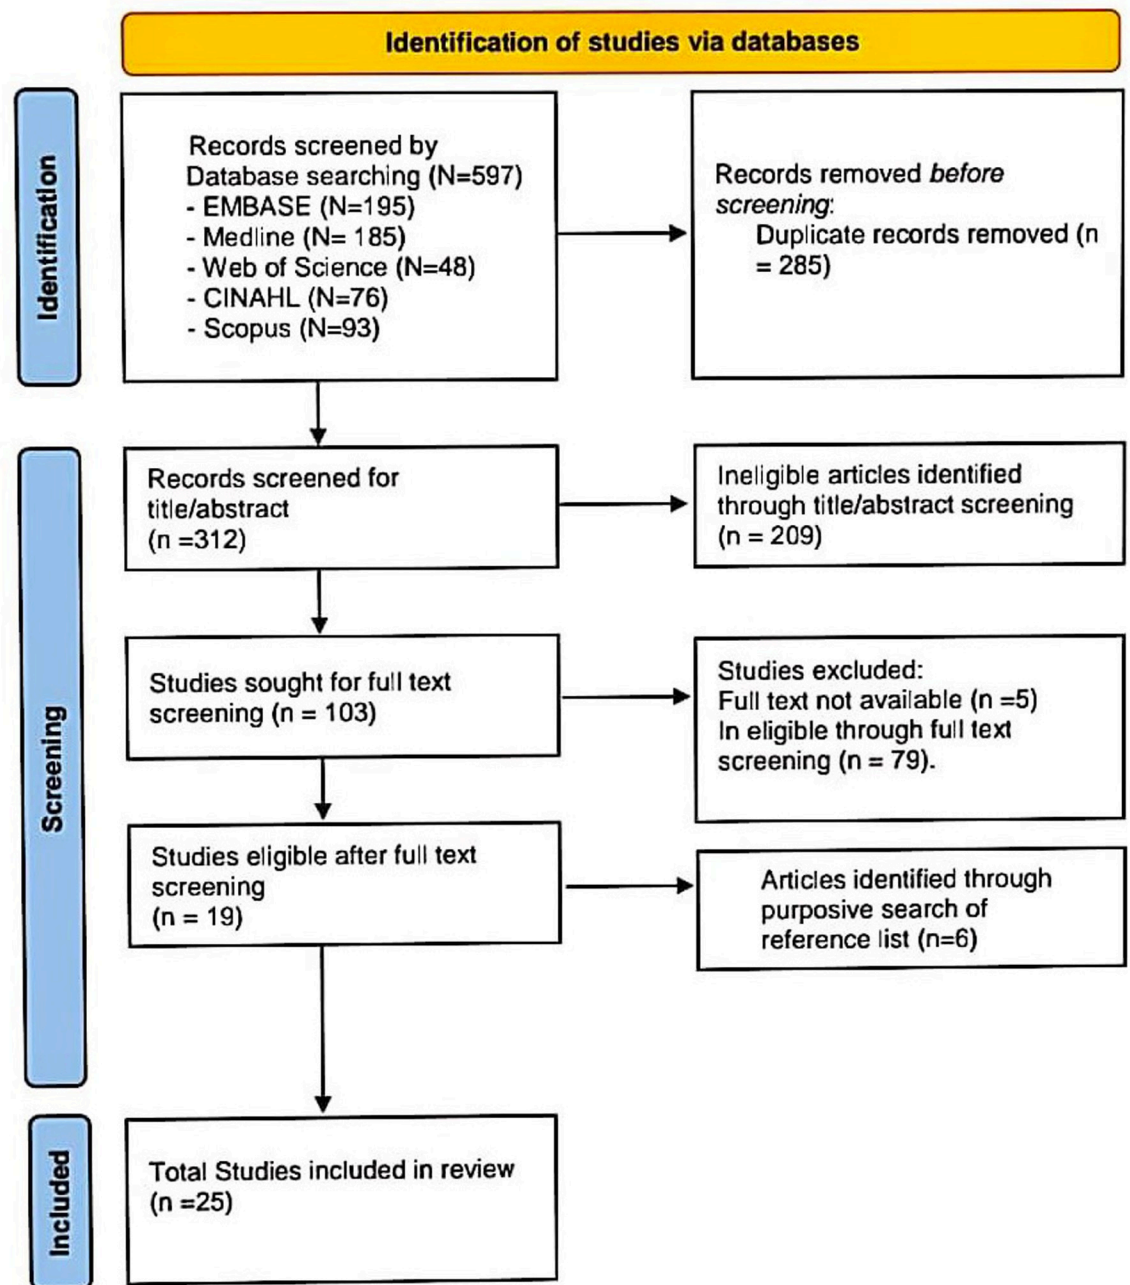 Identification of studies via databases
Identification
Records screened by
Database searching (N=597)
- EMBASE (N=195)
- Medline (N= 185)
- Web of Science (N=48)
- CINAHL (N=76)
- Scopus (N=93)
Records removed before
screening:
Duplicate records removed (n
= 285)
Screening
Records screened for
title/abstract
(n =312)
Ineligible articles identified
through title/abstract screening
(n = 209)
Studies sought for full text
screening (n = 103)
Studies excluded:
Full text not available (n =5)
In eligible through full text
screening (n = 79).
Studies eligible after full text
screening
(n = 19)
Articles identified through
purposive search of
reference list (n=6)
Included
Total Studies included in review
(n =25)